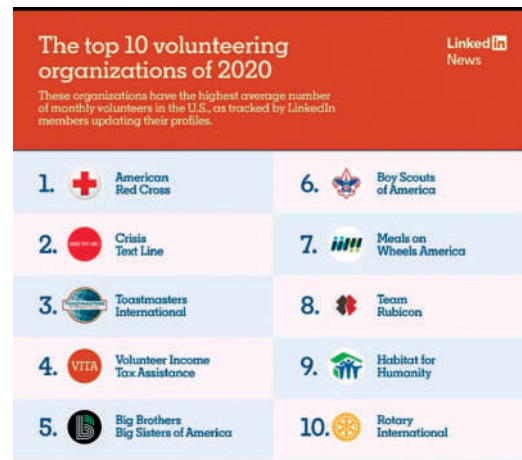 The top 10 volunteering
organizations of 2020
These organizations have the highest average number
of monthly volunteers in the U.S., as tracked by LinkedIn
members updating their profiles.
Linked in
News
1. American
Red Cross
2. Crisis
Text Line
3. Toastmasters
International
4. VITA Volunteer Income
Tax Assistance
5. Big Brothers
Big Sisters of America
6. Boy Scouts
of America
7. Meals on
Wheels America
8. Team
Rubicon
9. Habitat for
Humanity
10. Rotary
International